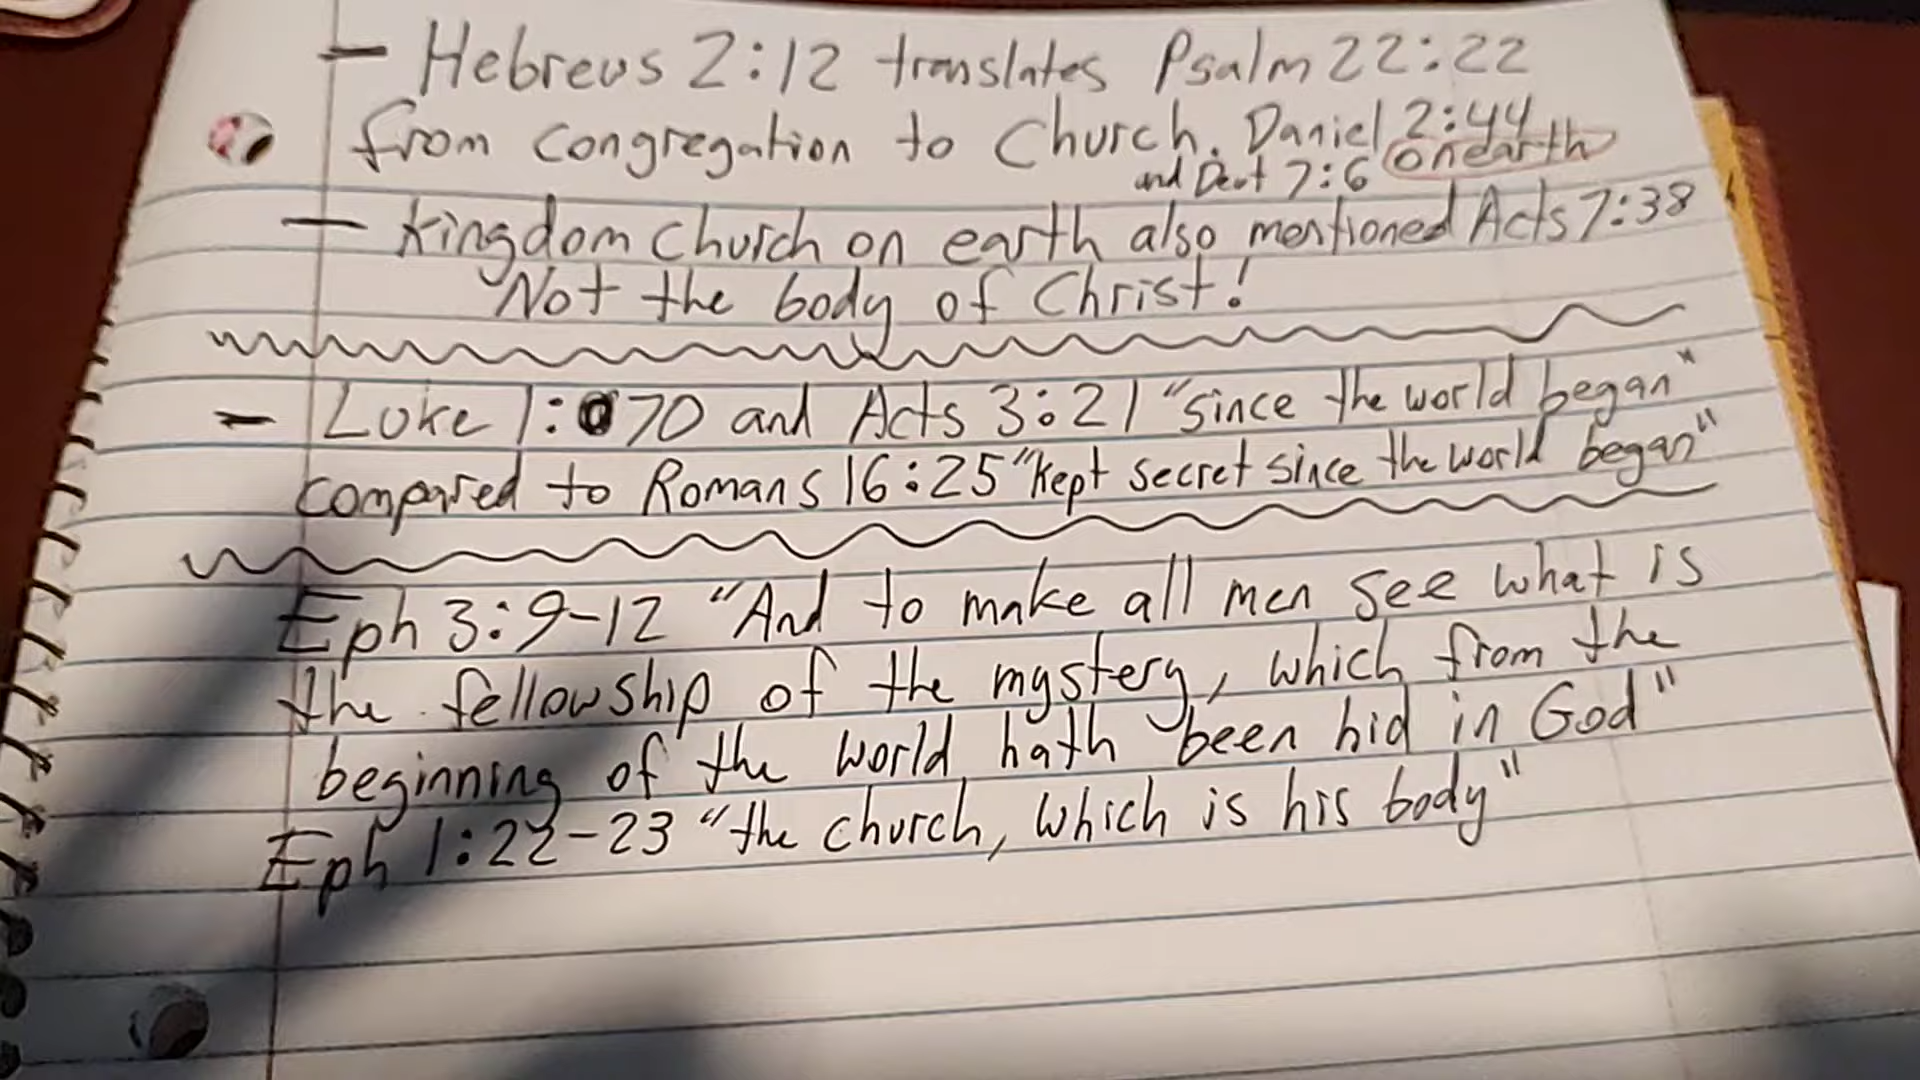 — Hebrews 2:12 translates Psalm 22:22
from congregation to Church. Daniel 2:44
and Deut 7:6 on earth
— Kingdom church on earth also mentioned Acts 7:38
Not the body of Christ!
- Luke 1:70 and Acts 3:21 "since the world began"
compared to Romans 16:25 "kept secret since the world began"
Eph 3:9-12 "And to make all men see what is
the fellowship of the mystery, which from the
beginning of the world hath been hid in God"
Eph 1:22-23 "the church, which is his body"